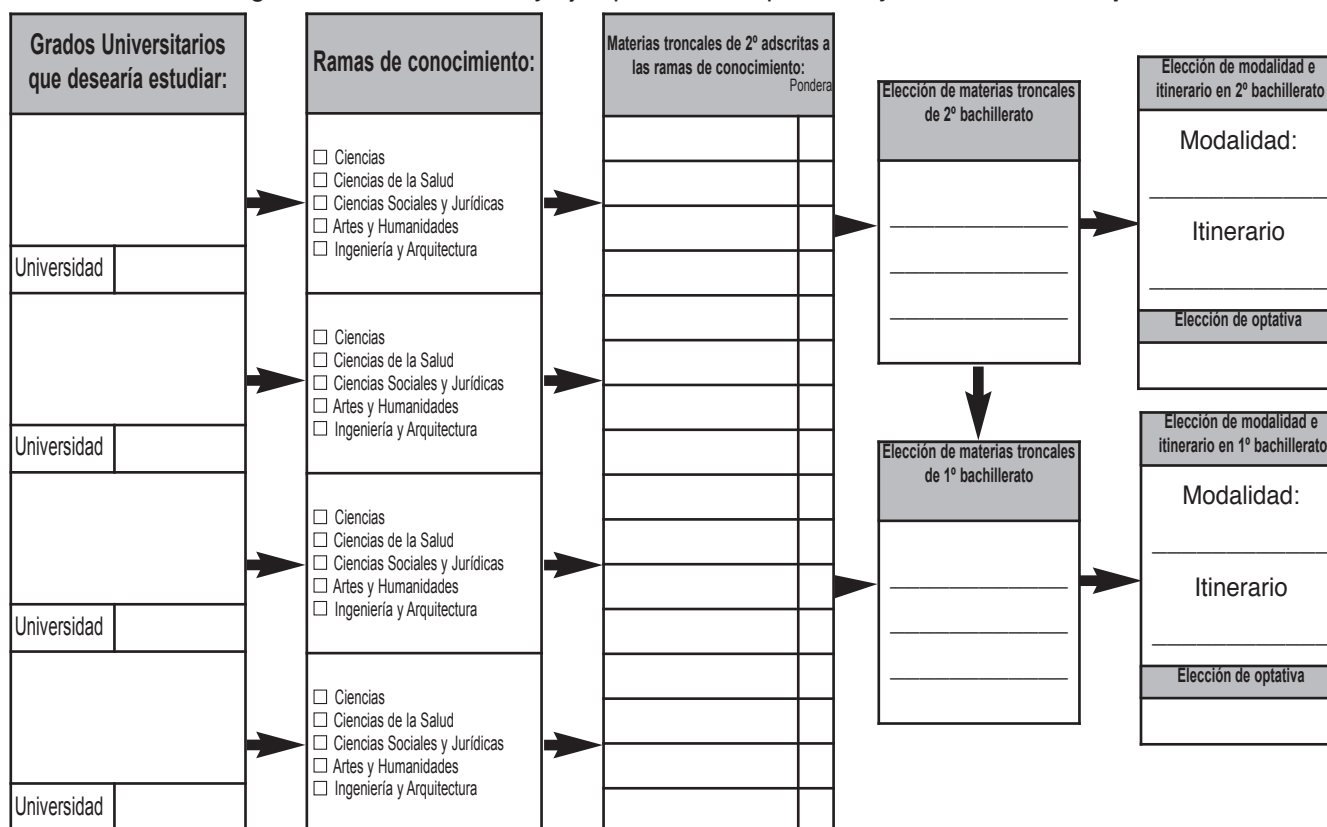 Grados Universitarios
que desearía estudiar:
Universidad
Universidad
Universidad
Universidad
Ramas de conocimiento:
☐ Ciencias
☐ Ciencias de la Salud
☐ Ciencias Sociales y Jurídicas
☐ Artes y Humanidades
☐ Ingeniería y Arquitectura
☐ Ciencias
☐ Ciencias de la Salud
☐ Ciencias Sociales y Jurídicas
☐ Artes y Humanidades
☐ Ingeniería y Arquitectura
☐ Ciencias
☐ Ciencias de la Salud
☐ Ciencias Sociales y Jurídicas
☐ Artes y Humanidades
☐ Ingeniería y Arquitectura
☐ Ciencias
☐ Ciencias de la Salud
☐ Ciencias Sociales y Jurídicas
☐ Artes y Humanidades
☐ Ingeniería y Arquitectura
Materias troncales de 2º adscritas a
las ramas de conocimiento:
Pondera
Elección de materias troncales
de 2º bachillerato
Elección de materias troncales
de 1º bachillerato
Elección de modalidad e
itinerario en 2º bachillerato
Modalidad:
Itinerario
Elección de optativa
Elección de modalidad e
itinerario en 1º bachillerato
Modalidad:
Itinerario
Elección de optativa